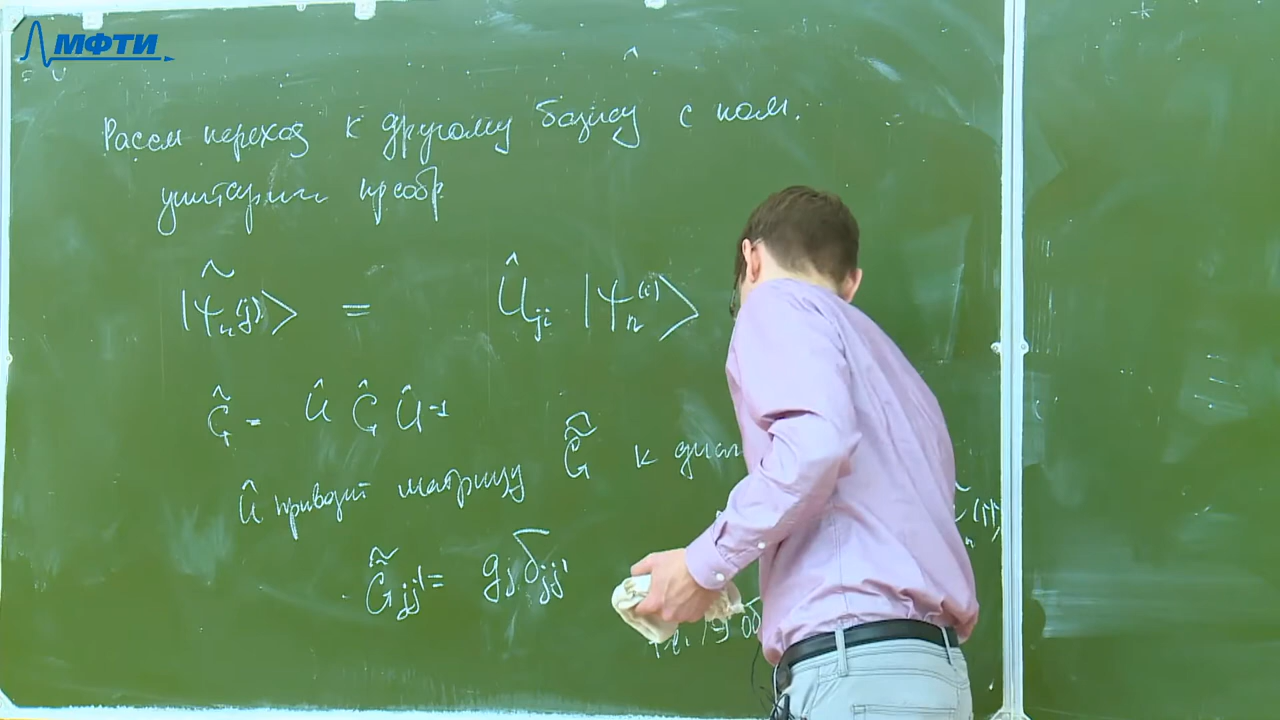 МФТИ
Рассм переход к другому базису с пом.
унитарн преобр
|ψ̃ₙ⁽ʲ⁾⟩ = Ûⱼᵢ |ψₙ⁽ⁱ⁾⟩
G̃ = Û Ĝ Û⁻¹
Û приводит матрицу G̃̂ к диаг
G̃̂ⱼⱼ' = gⱼ δⱼⱼ'